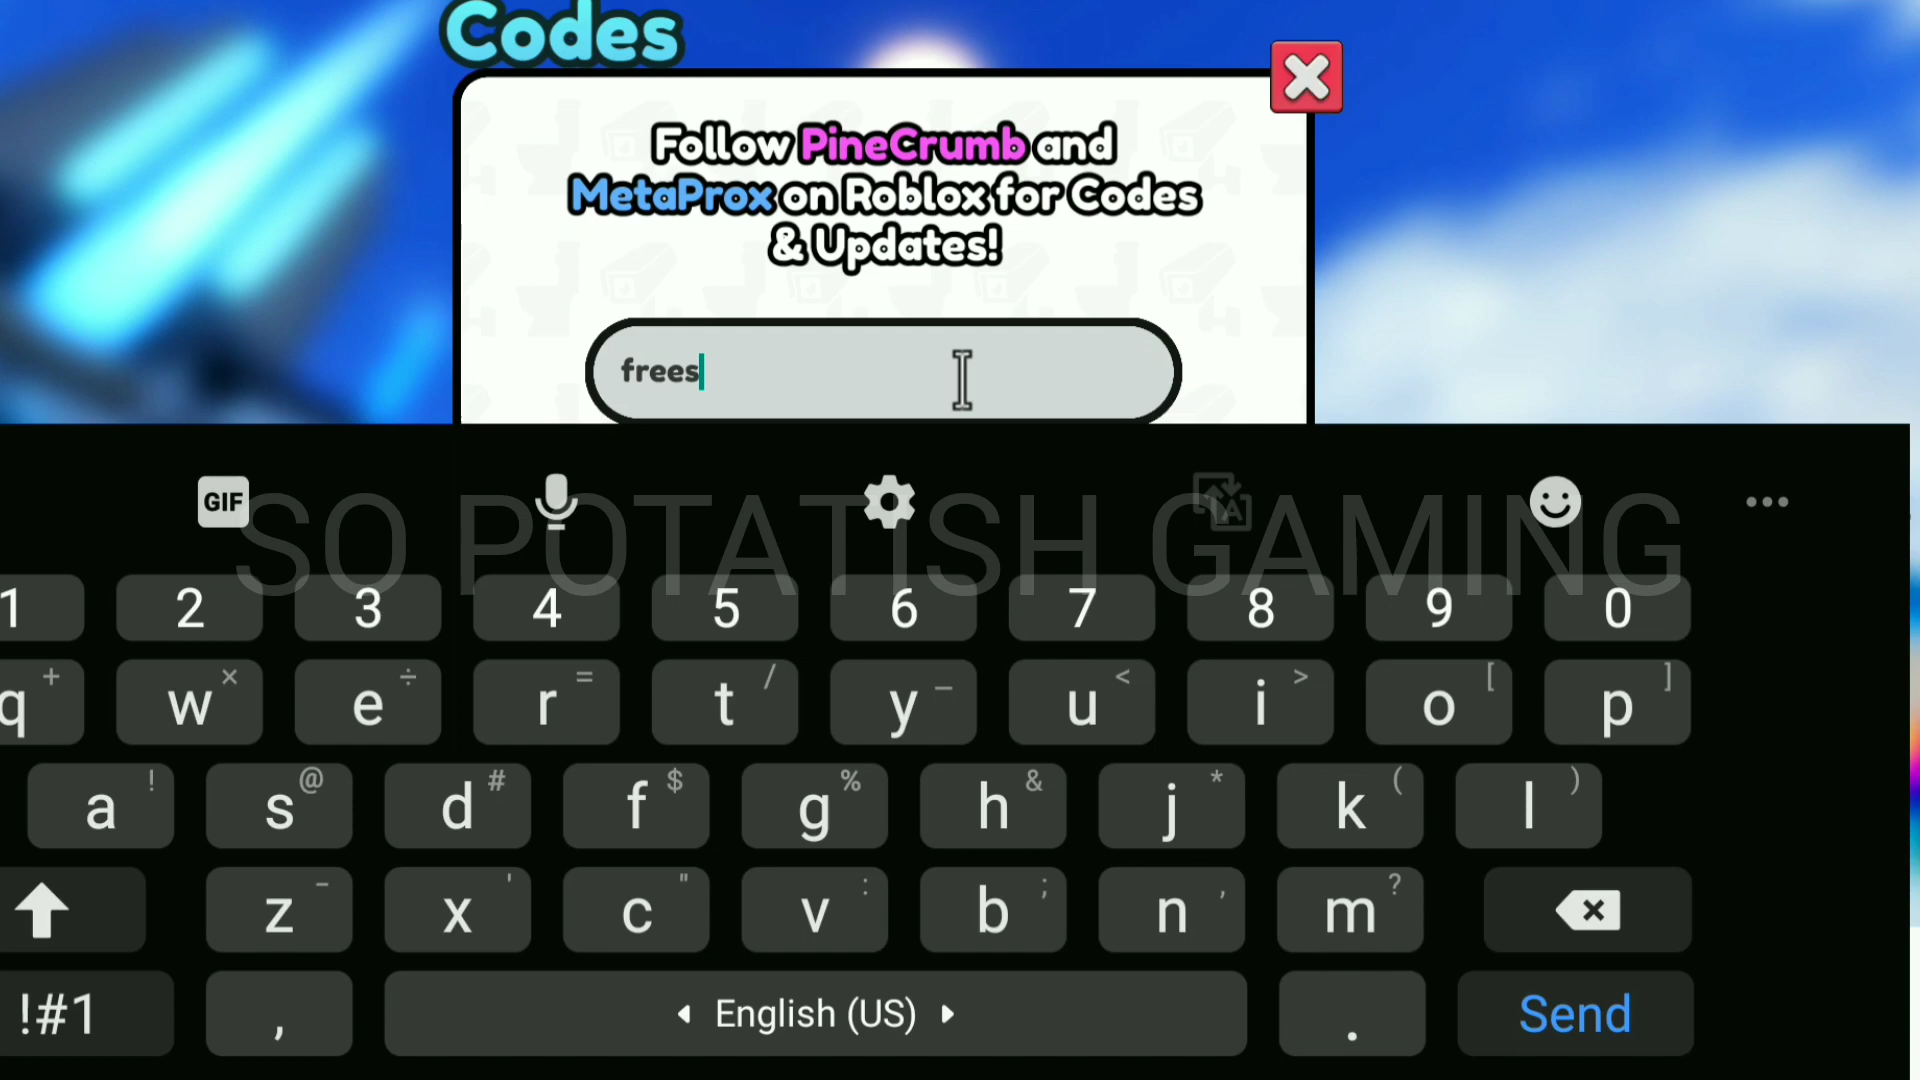 Codes
Follow PineCrumb and
MetaProx on Roblox for Codes
& Updates!
frees
GIF
SO POTATISH GAMING
1 2 3 4 5 6 7 8 9 0
q + w × e ÷ r = t / y _ u < i > o [ p ]
a ! s @ d # f $ g % h & j * k ( l )
z - x ' c " v : b ; n , m ?
!#1 , English (US) . Send